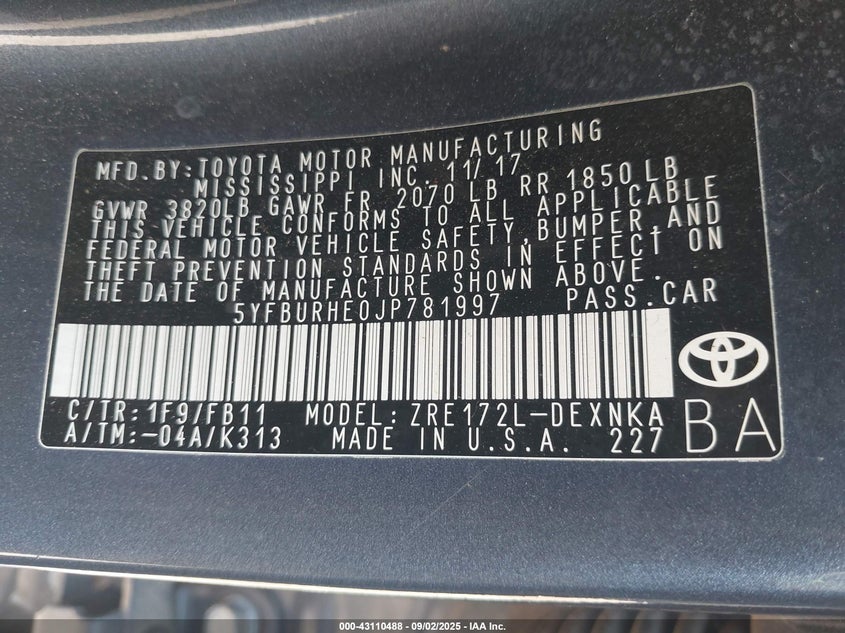 MFD. BY: TOYOTA MOTOR MANUFACTURING
MISSISSIPPI INC. 11/17
GVWR 3820LB GAWR FR 2070 LB RR 1850 LB
THIS VEHICLE CONFORMS TO ALL APPLICABLE
FEDERAL MOTOR VEHICLE SAFETY,BUMPER,AND
THEFT PREVENTION STANDARDS IN EFFECT ON
THE DATE OF MANUFACTURE SHOWN ABOVE.
5YFBURHE0JP781997 PASS.CAR
C/TR: 1F9/FB11 MODEL: ZRE172L-DEXNKA
A/TM:-04A/K313 MADE IN U.S.A. 227
BA
000-43110488 - 09/02/2025 - IAA Inc.